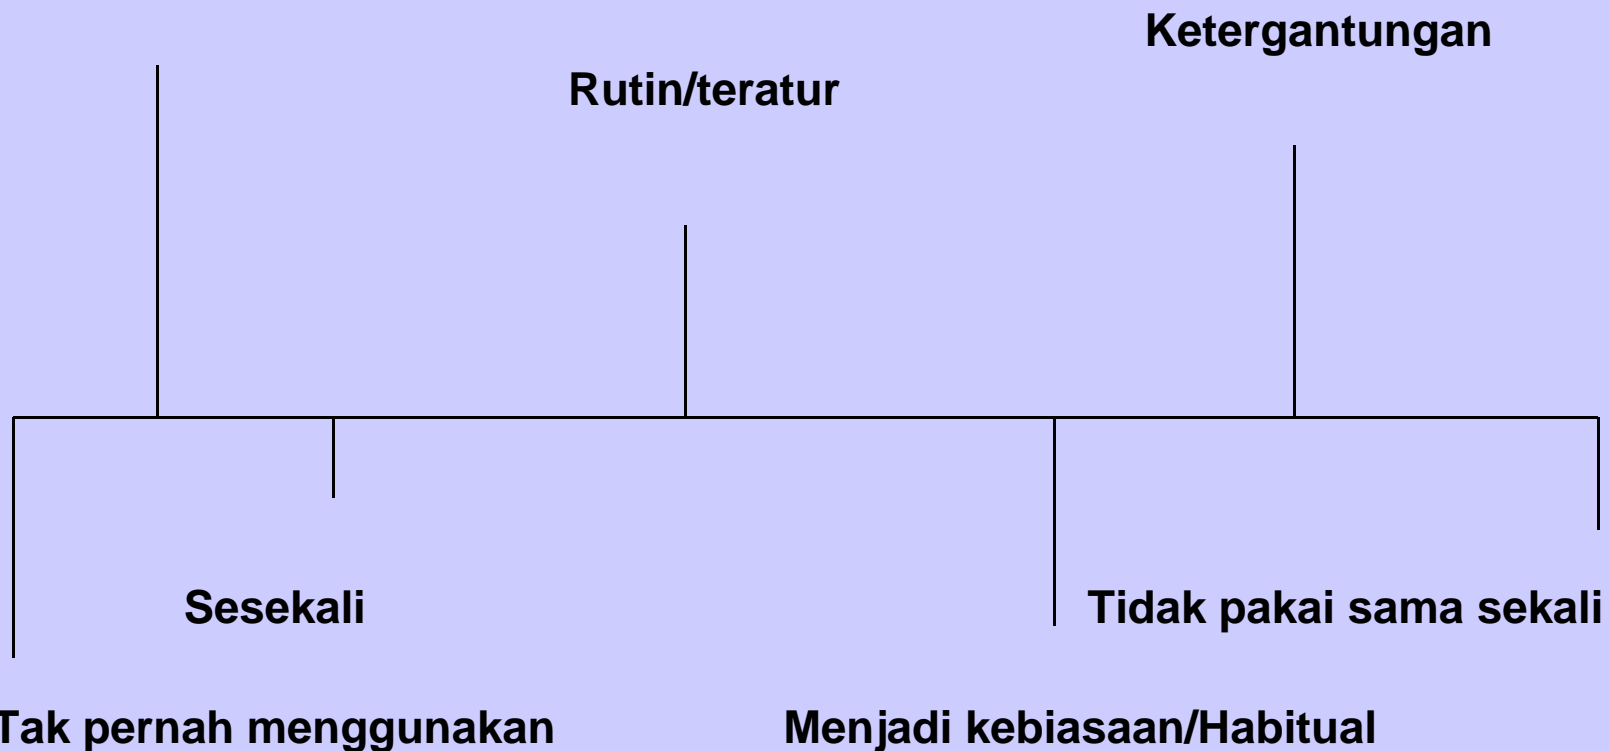 Ketergantungan
Rutin/teratur
Sesekali
Tidak pakai sama sekali
Tak pernah menggunakan
Menjadi kebiasaan/Habitual